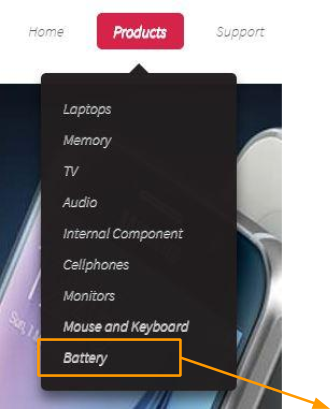 Home Products Support
Laptops
Memory
TV
Audio
Internal Component
Cellphones
Monitors
Mouse and Keyboard
Battery